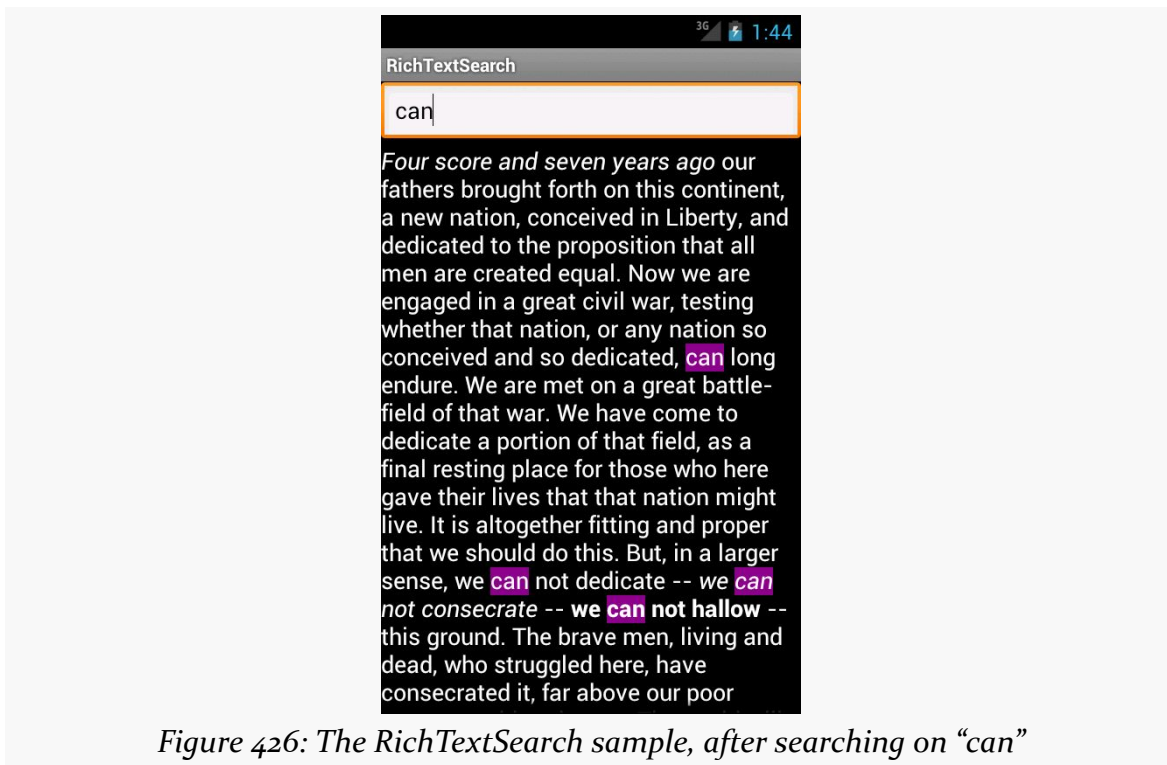 3G 1:44
RichTextSearch
can
Four score and seven years ago our
fathers brought forth on this continent,
a new nation, conceived in Liberty, and
dedicated to the proposition that all
men are created equal. Now we are
engaged in a great civil war, testing
whether that nation, or any nation so
conceived and so dedicated, can long
endure. We are met on a great battle-
field of that war. We have come to
dedicate a portion of that field, as a
final resting place for those who here
gave their lives that that nation might
live. It is altogether fitting and proper
that we should do this. But, in a larger
sense, we can not dedicate -- we can
not consecrate -- we can not hallow --
this ground. The brave men, living and
dead, who struggled here, have
consecrated it, far above our poor
Figure 426: The RichTextSearch sample, after searching on “can”